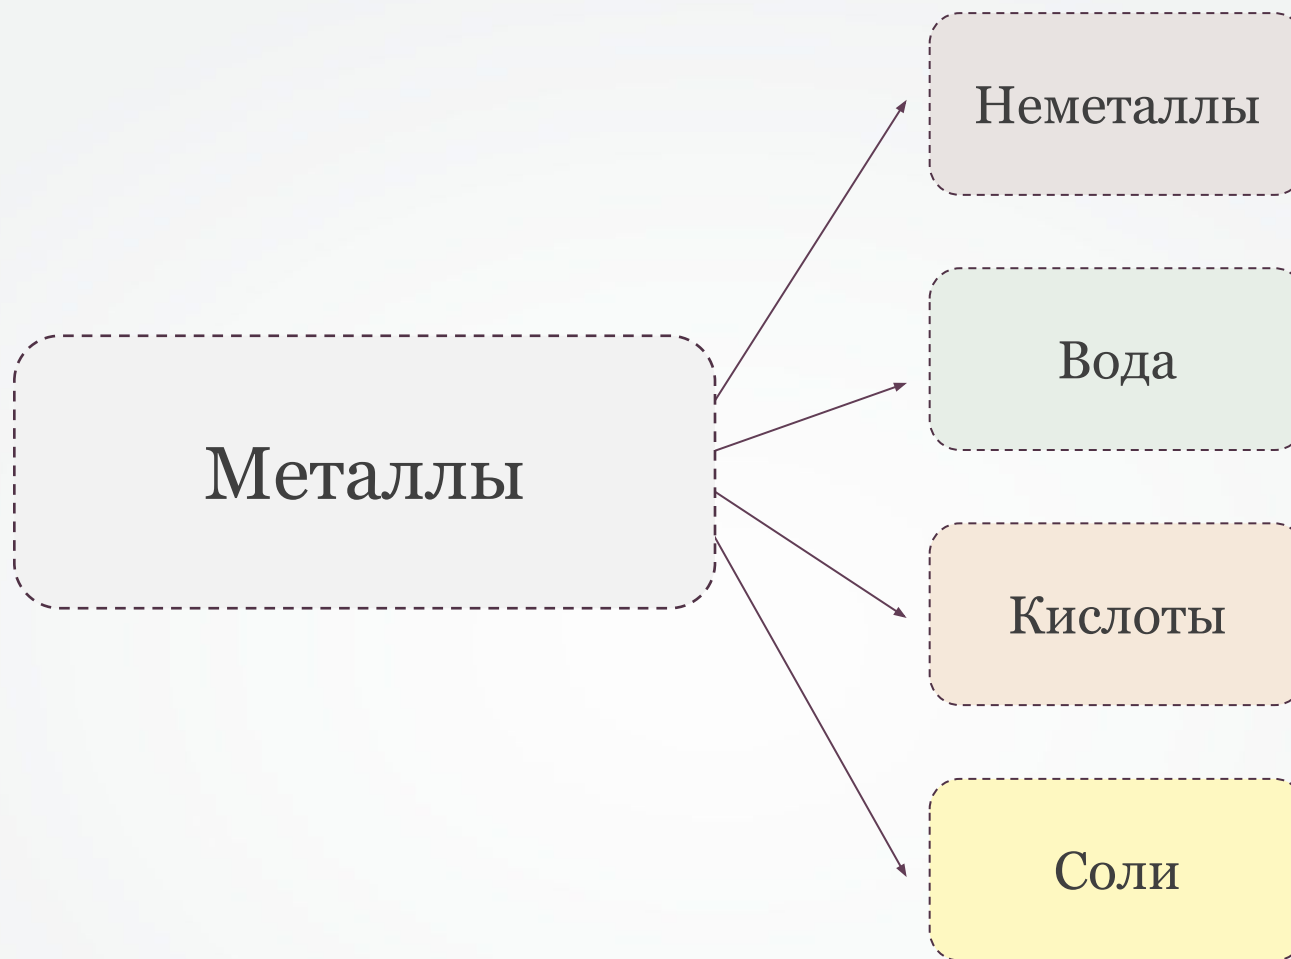 Неметаллы
Вода
Металлы
Кислоты
Соли